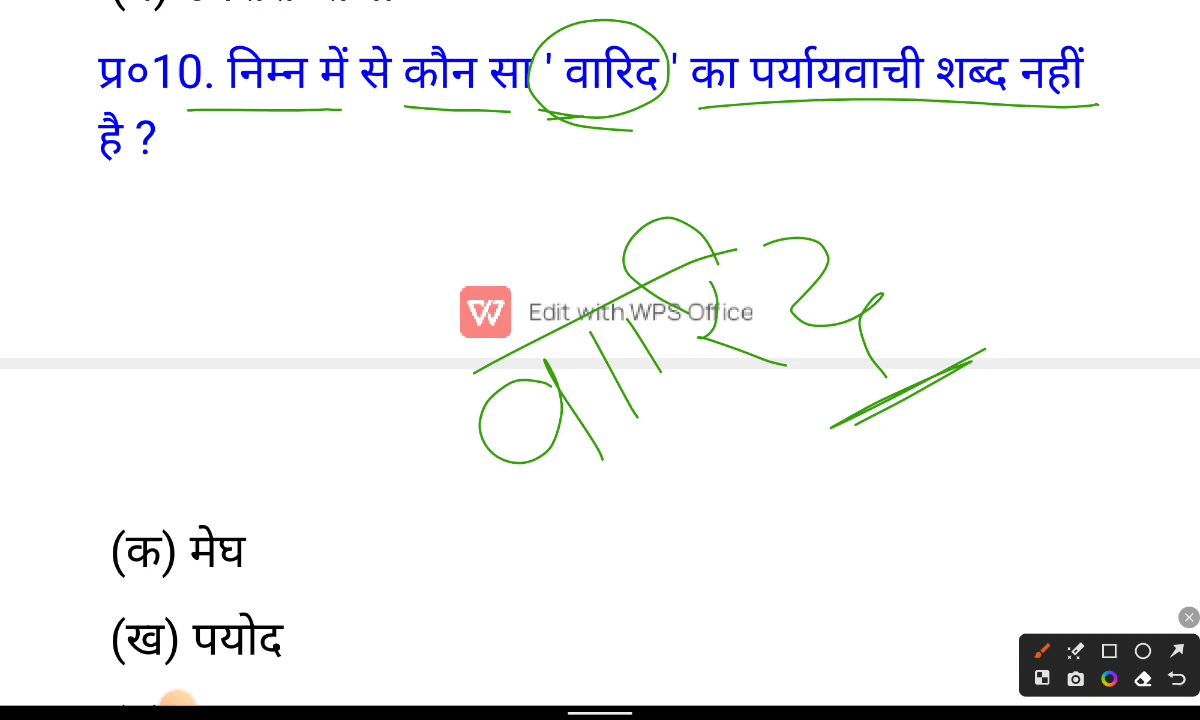 प्र०10. निम्न में से कौन सा ' वारिद ' का पर्यायवाची शब्द नहीं
है ?
Edit with WPS Office
वारिद
(क) मेघ
(ख) पयोद